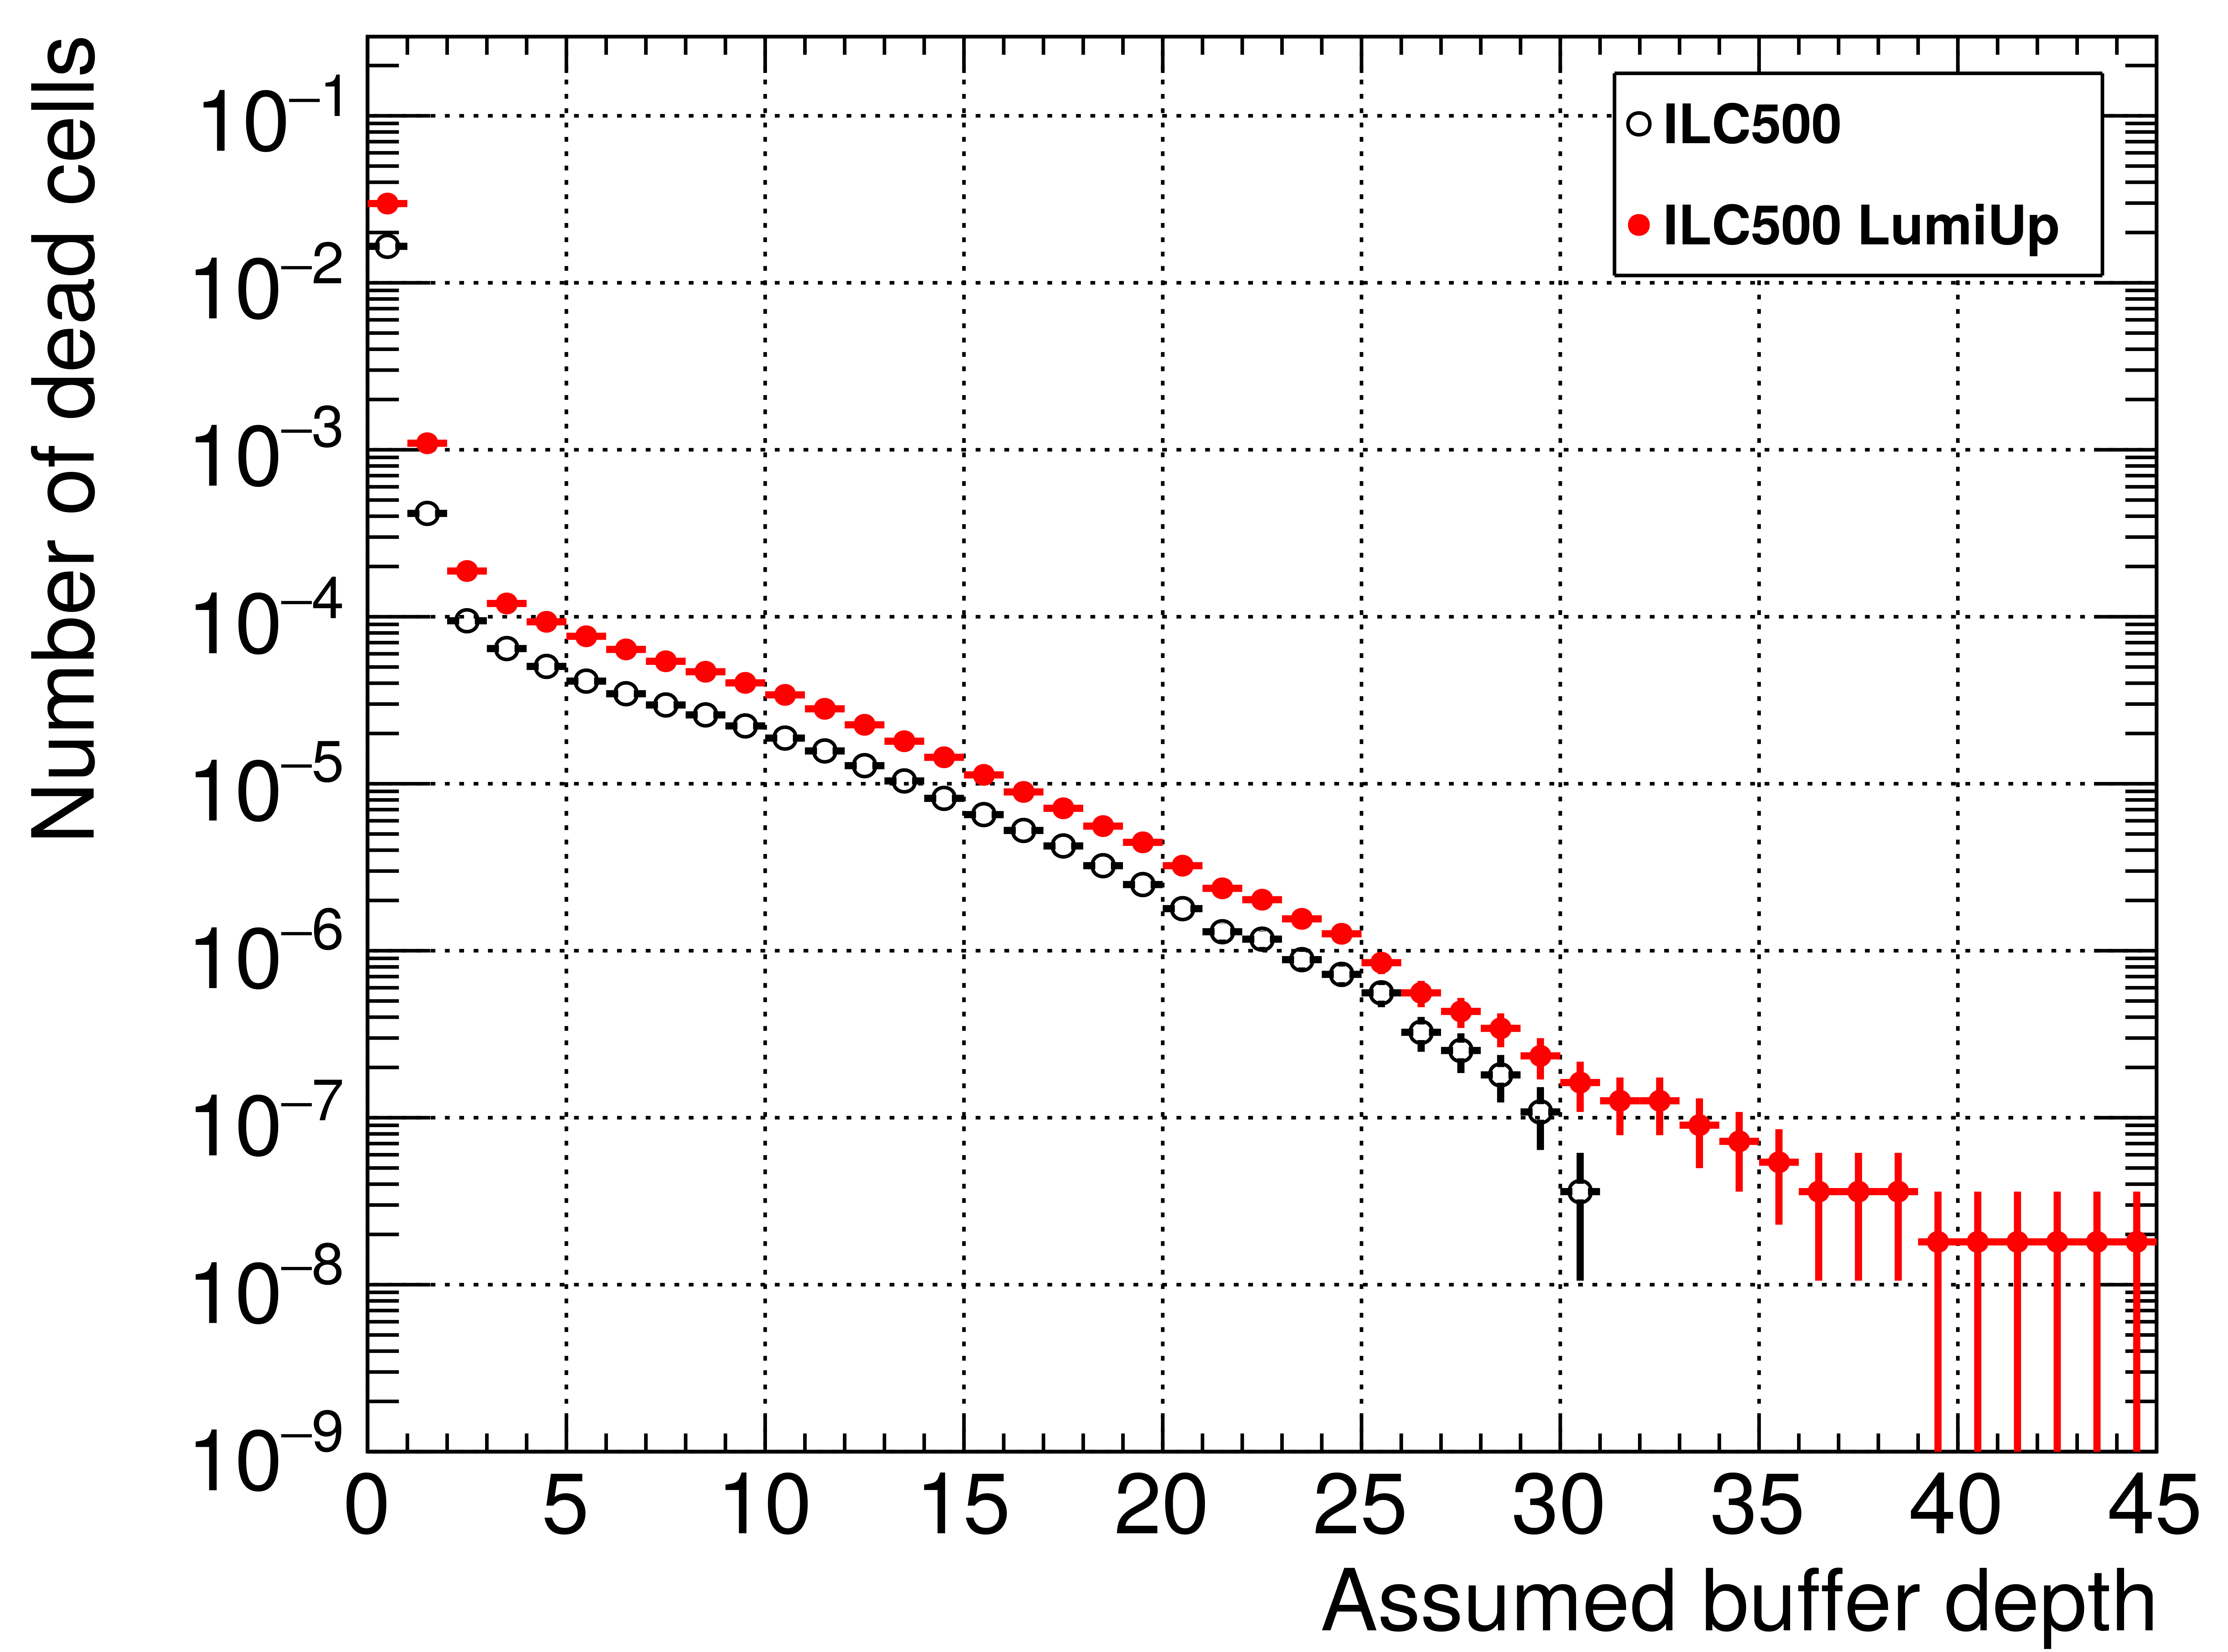 Number of dead cells
10⁻¹
10⁻²
10⁻³
10⁻⁴
10⁻⁵
10⁻⁶
10⁻⁷
10⁻⁸
10⁻⁹
ILC500
ILC500 LumiUp
0 5 10 15 20 25 30 35 40 45
Assumed buffer depth